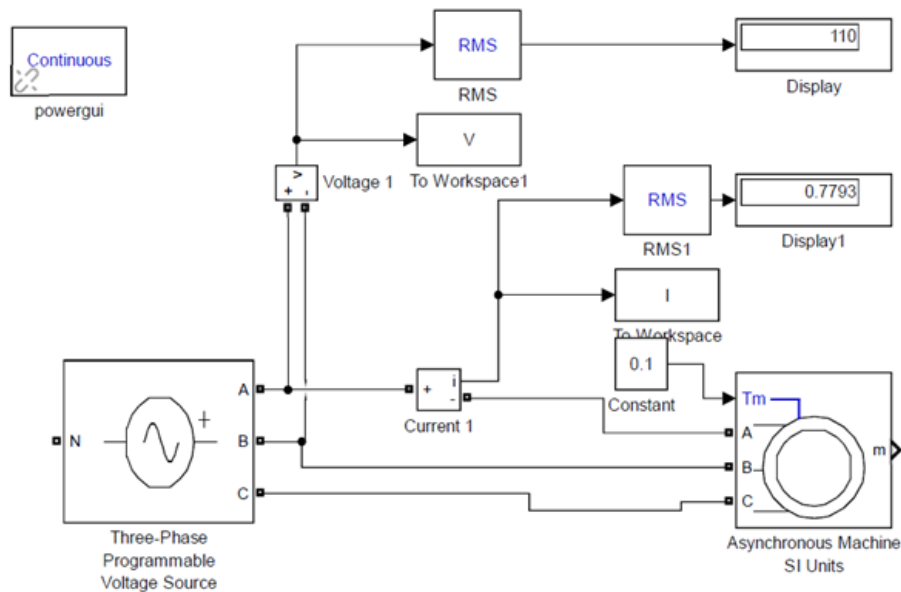 Continuous
powergui
RMS
RMS
110
Display
V
To Workspace1
+ v -
Voltage 1
RMS
RMS1
0.7793
Display1
I
To Workspace
0.1
Constant
+ i -
Current 1
N
A
B
C
+
Three-Phase
Programmable
Voltage Source
Tm
A
B
C
m
Asynchronous Machine
SI Units